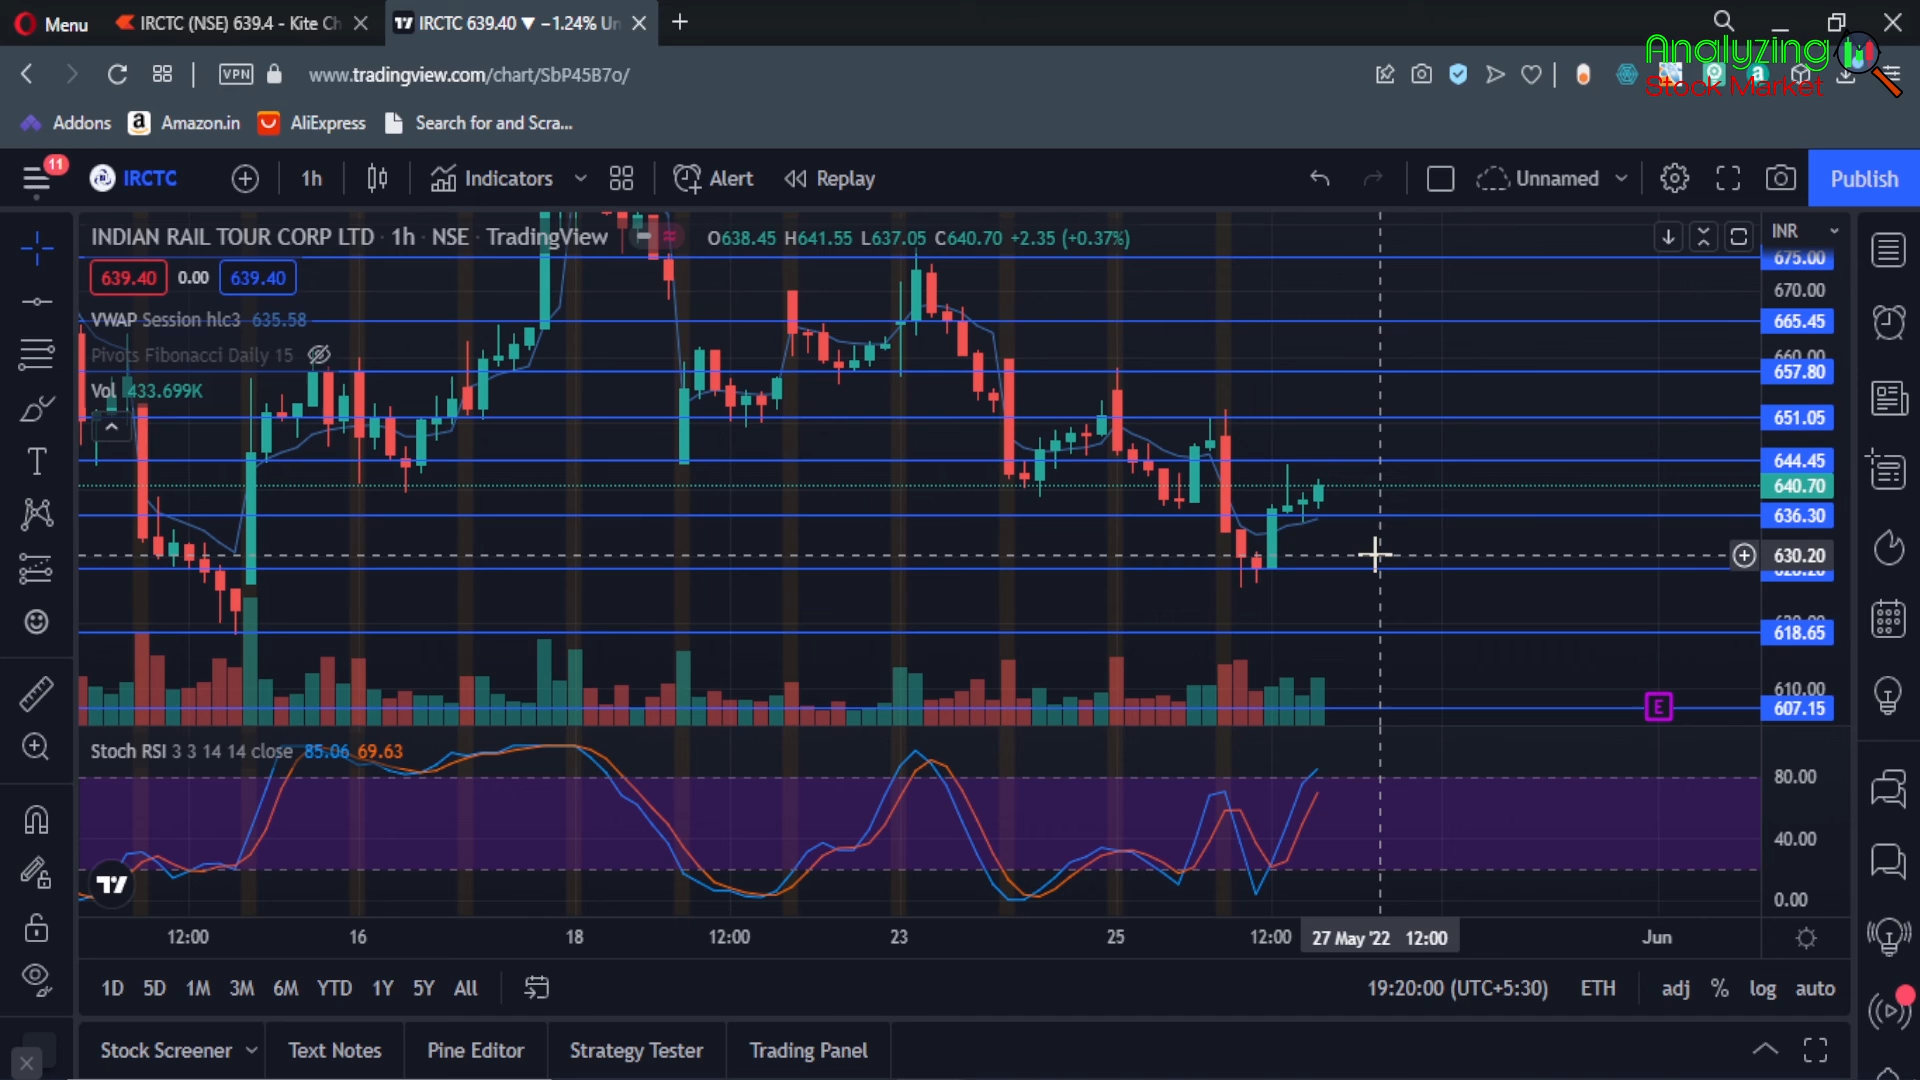 Menu
IRCTC (NSE) 639.4 - Kite Ch
IRCTC 639.40 ▼ −1.24% Un
VPN
www.tradingview.com/chart/SbP45B7o/
Analyzing
Stock Market
Addons
Amazon.in
AliExpress
Search for and Scra...
11
IRCTC
1h
Indicators
Alert
Replay
Unnamed
Publish
INDIAN RAIL TOUR CORP LTD · 1h · NSE · TradingView
O638.45 H641.55 L637.05 C640.70 +2.35 (+0.37%)
INR
639.40 0.00 639.40
VWAP Session hlc3 635.58
Pivots Fibonacci Daily 15
Vol 433.699K
675.00
670.00
665.45
660.00
657.80
651.05
644.45
640.70
636.30
630.20
618.65
610.00
607.15
E
Stoch RSI 3 3 14 14 close 85.06 69.63
80.00
40.00
0.00
12:00 16 18 12:00 23 25 12:00 27 May '22 12:00 Jun
1D 5D 1M 3M 6M YTD 1Y 5Y All
19:20:00 (UTC+5:30) ETH adj % log auto
Stock Screener Text Notes Pine Editor Strategy Tester Trading Panel